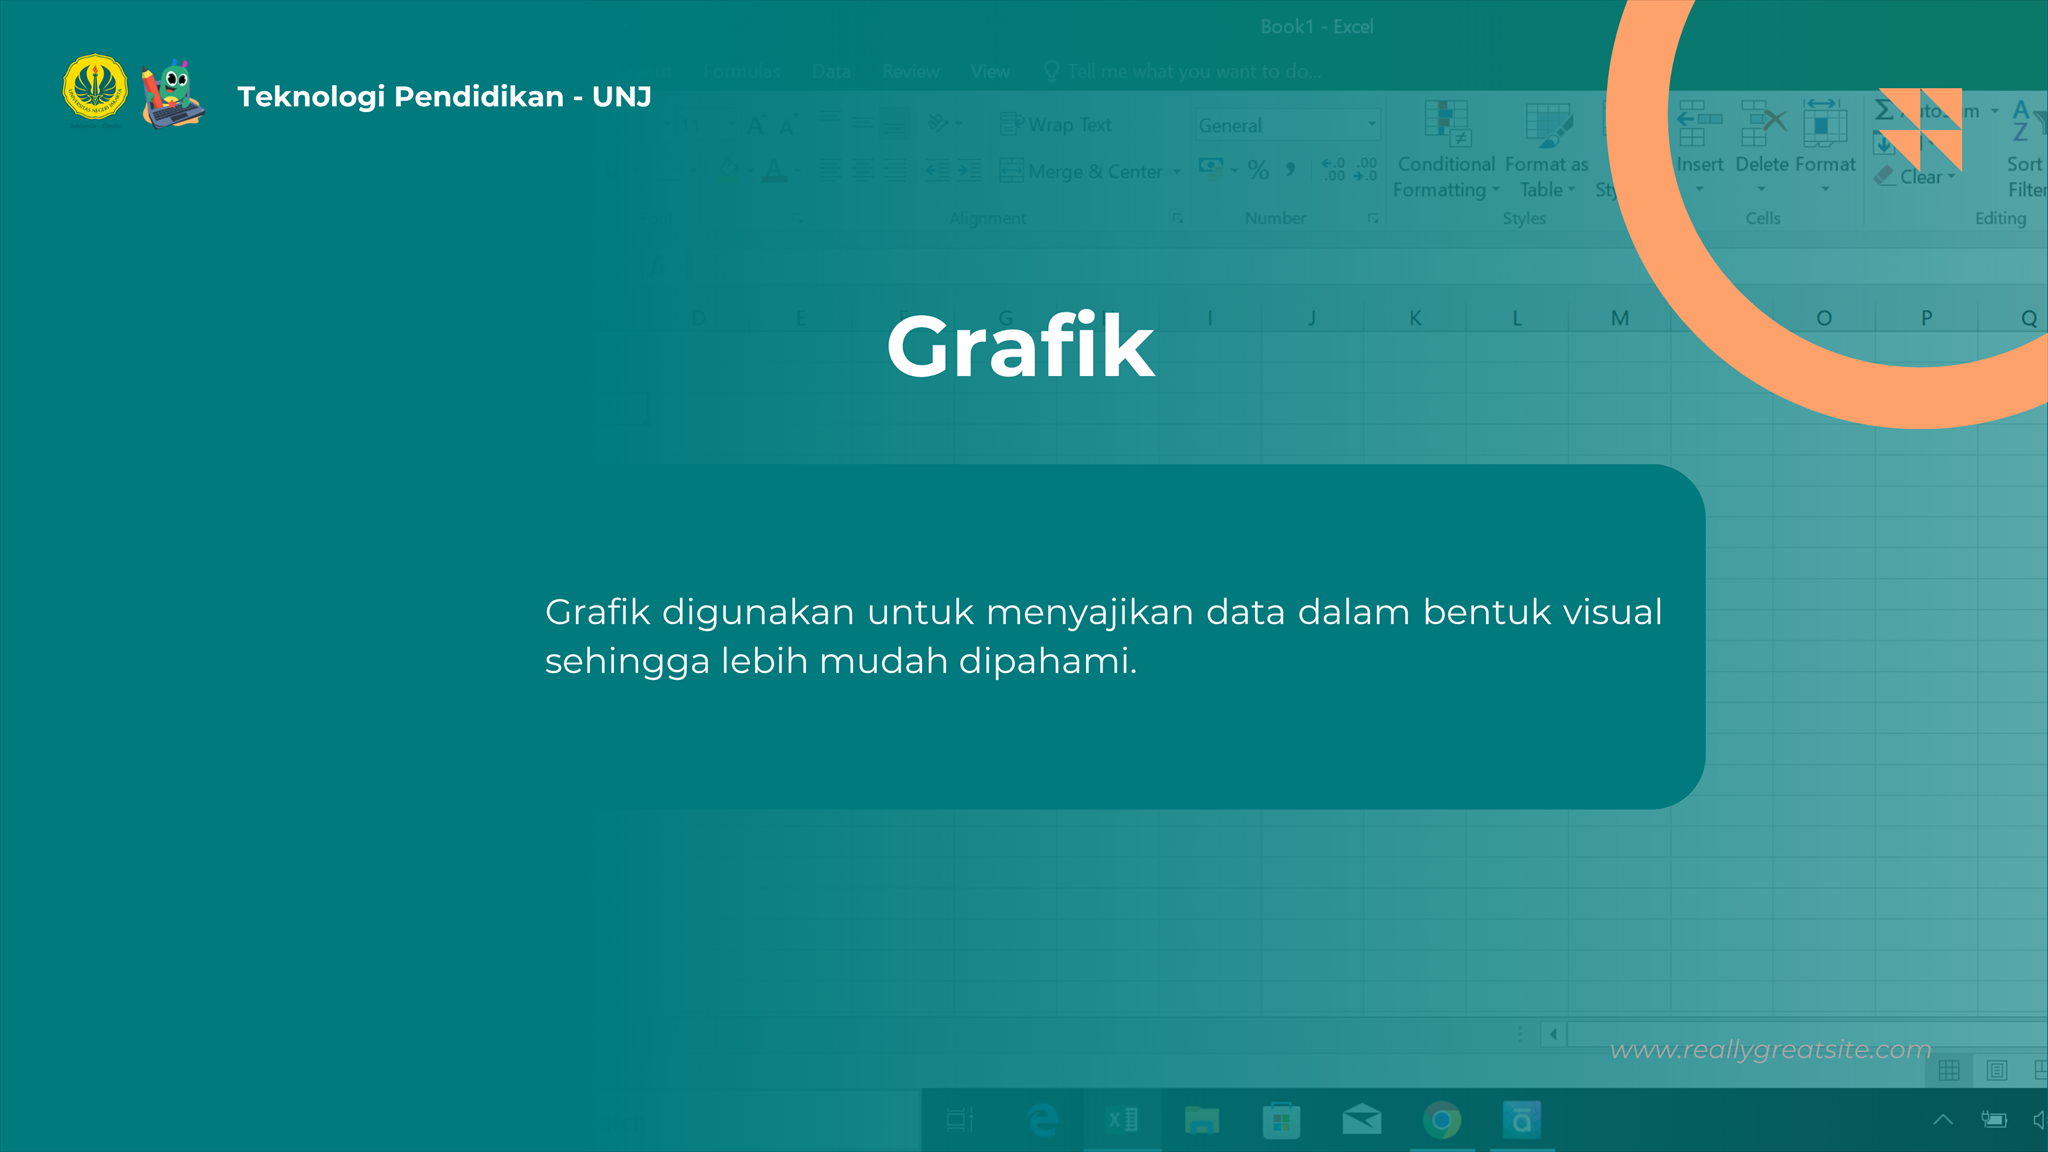 Book1 - Excel
Formulas Data Review View Tell me what you want to do...
Teknologi Pendidikan - UNJ
11 Wrap Text General
Merge & Center
Conditional Formatting
Format as Table
Insert Delete Format
Clear
Sort
Filter
Alignment Number Styles Cells Editing
D E F G I J K L M O P Q
Grafik
Grafik digunakan untuk menyajikan data dalam bentuk visual
sehingga lebih mudah dipahami.
www.reallygreatsite.com